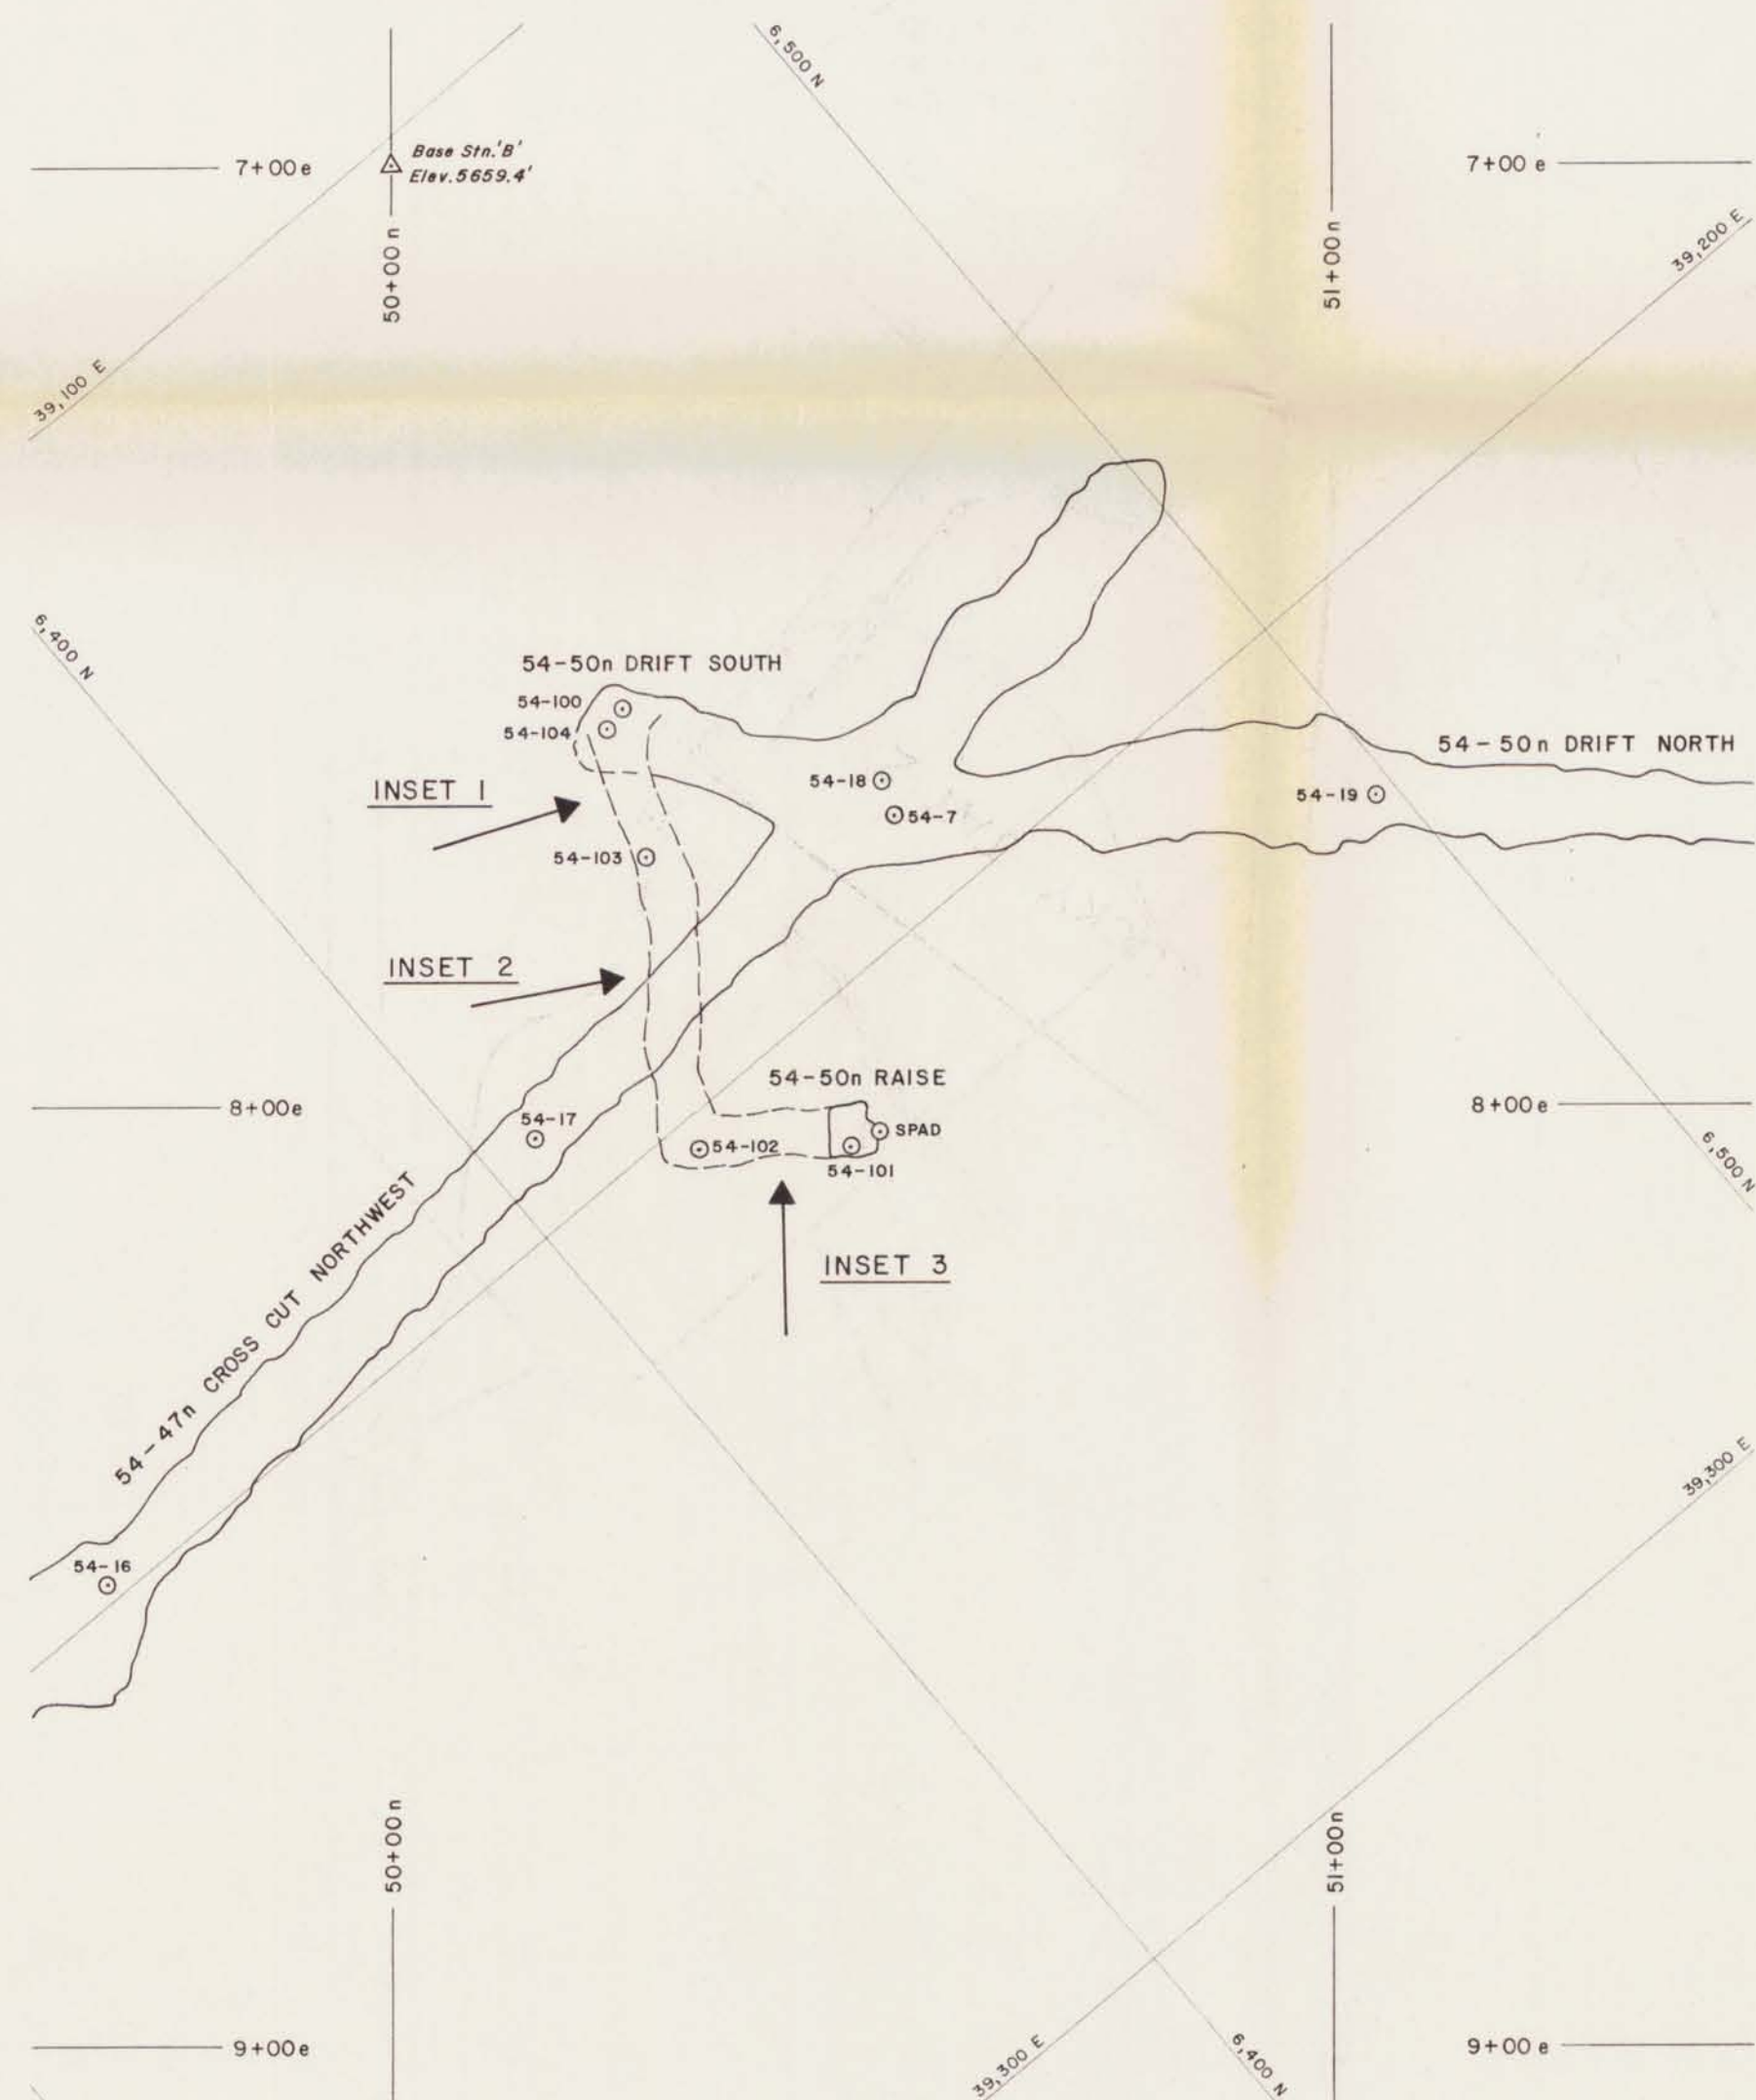 6,500 N
7+00e
Base Stn.'B'
Elev. 5659.4'
7+00 e
50+00 n
51+00n
39,200 E
39,100 E
6,400 N
54-50n DRIFT SOUTH
54-100
54-104
54-50n DRIFT NORTH
INSET 1
54-18
54-19
54-7
54-103
INSET 2
54-50n RAISE
8+00e
8+00e
54-17
SPAD
54-102
54-101
6,500 N
INSET 3
54-47n CROSS CUT NORTHWEST
39,300 E
54-16
50+00n
51+00n
9+00e
9+00 e
39,300 E
6,400 N